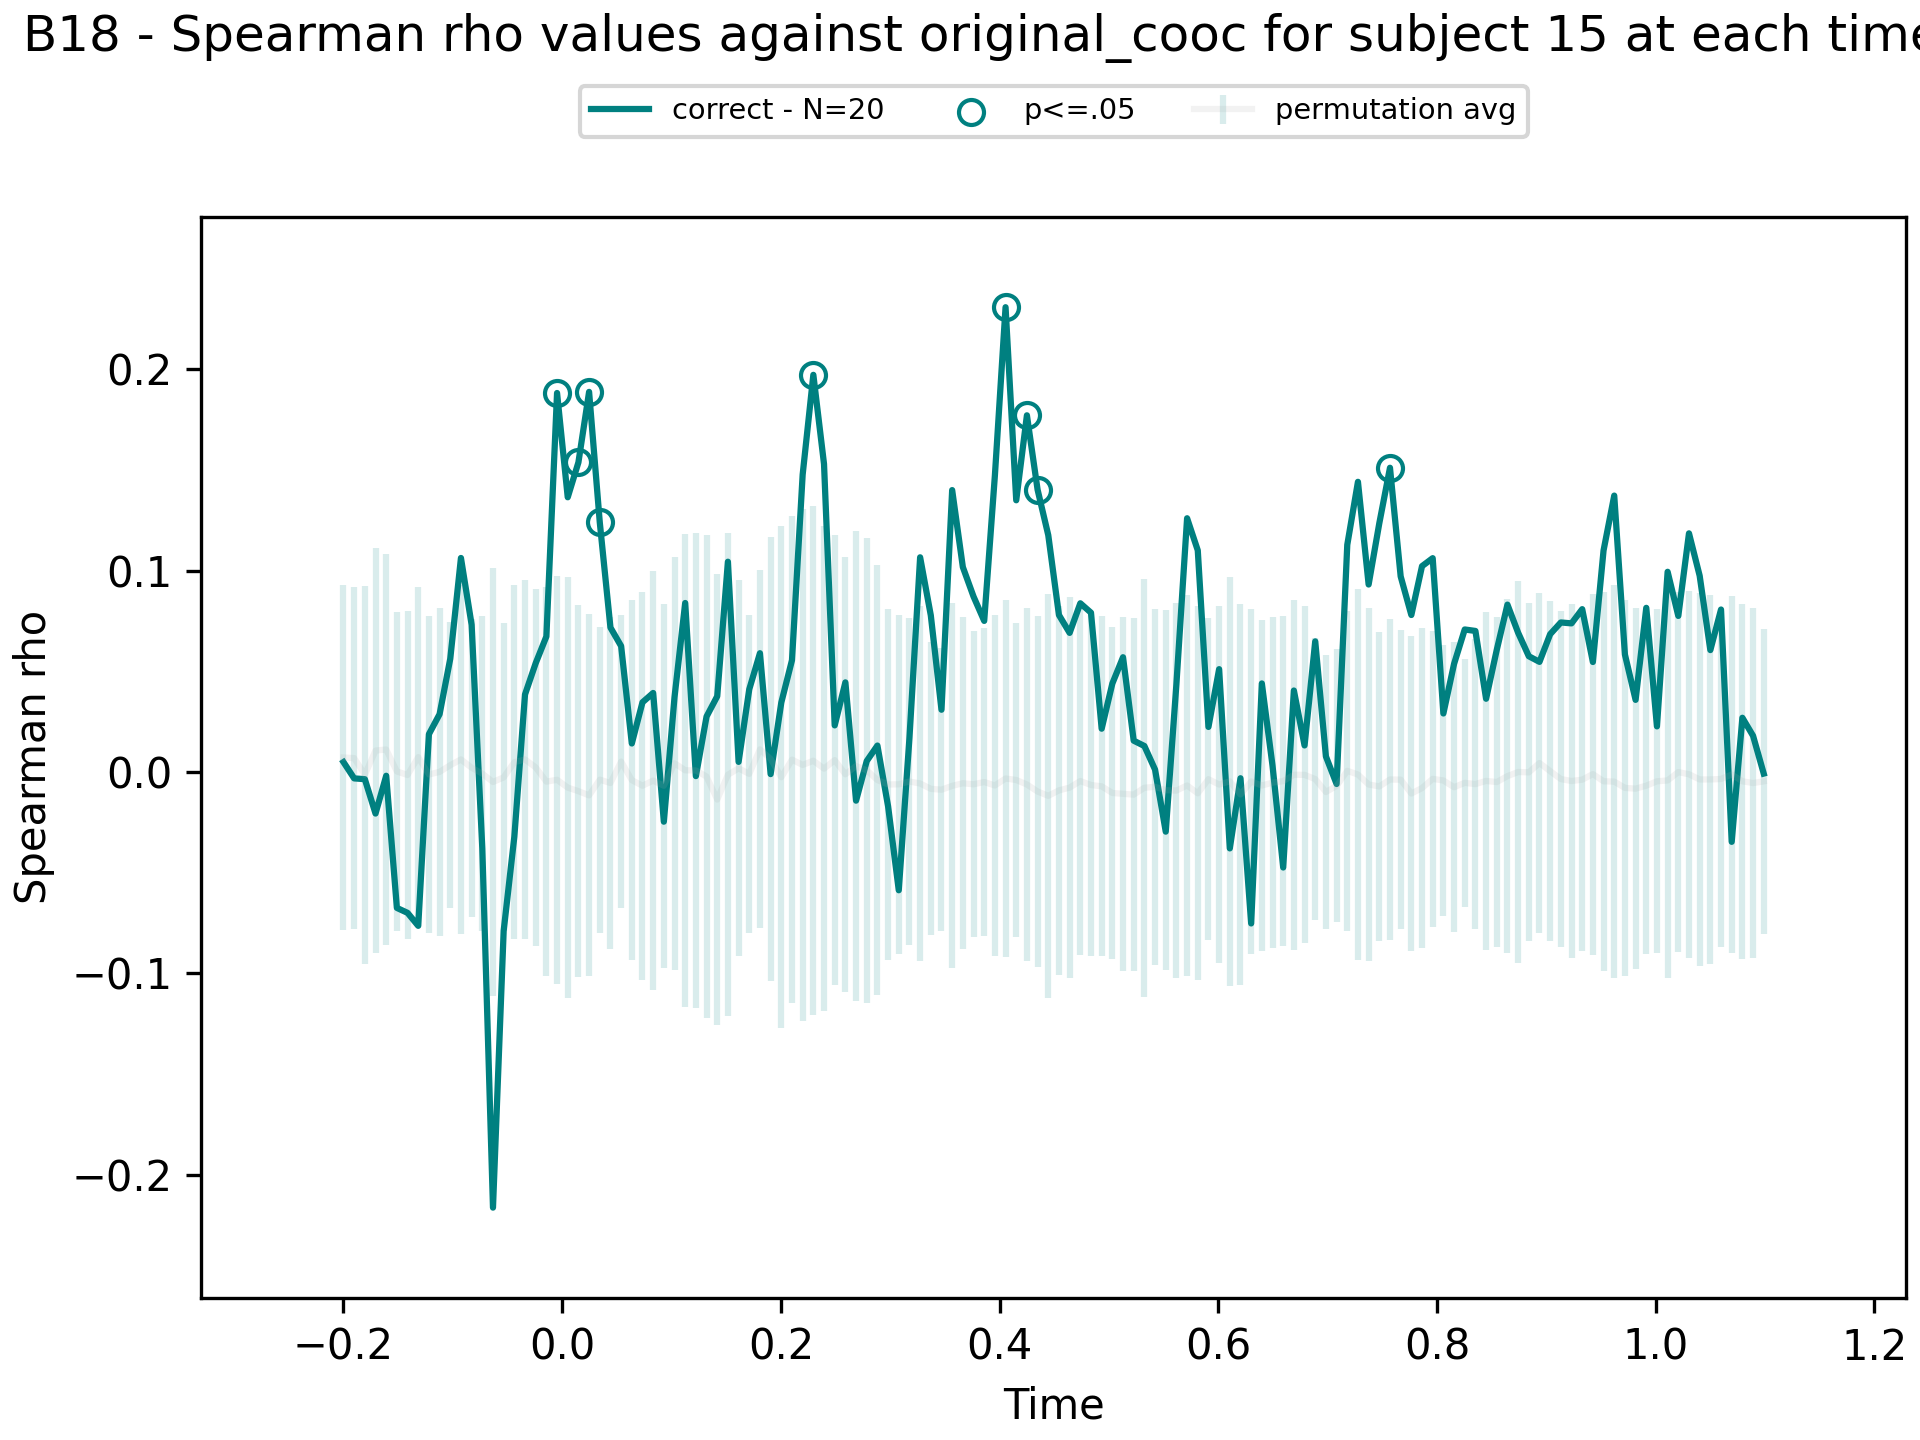 B18 - Spearman rho values against original_cooc for subject 15 at each time
correct - N=20 p<=.05 permutation avg
Spearman rho
0.2
0.1
0.0
−0.1
−0.2
−0.2 0.0 0.2 0.4 0.6 0.8 1.0 1.2
Time